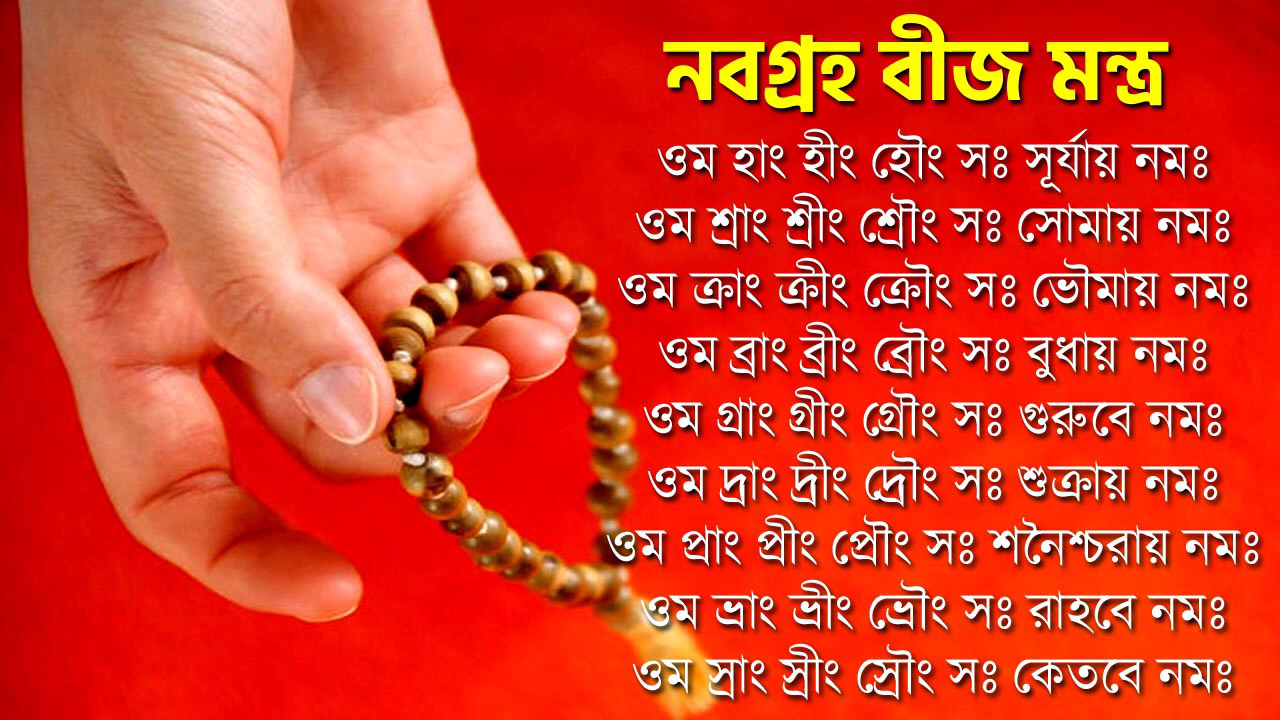 নবগ্রহ বীজ মন্ত্র
ওম হাং হীং হৌং সঃ সূর্যায় নমঃ
ওম শ্রাং শ্রীং শ্রৌং সঃ সোমায় নমঃ
ওম ক্রাং ক্রীং ক্রৌং সঃ ভৌমায় নমঃ
ওম ব্রাং ব্রীং ব্রৌং সঃ বুধায় নমঃ
ওম গ্রাং গ্রীং গ্রৌং সঃ গুরুবে নমঃ
ওম দ্রাং দ্রীং দ্রৌং সঃ শুক্রায় নমঃ
ওম প্রাং প্রীং প্রৌং সঃ শনৈশ্চরায় নমঃ
ওম ভ্রাং ভ্রীং ভ্রৌং সঃ রাহবে নমঃ
ওম স্রাং স্রীং স্রৌং সঃ কেতবে নমঃ